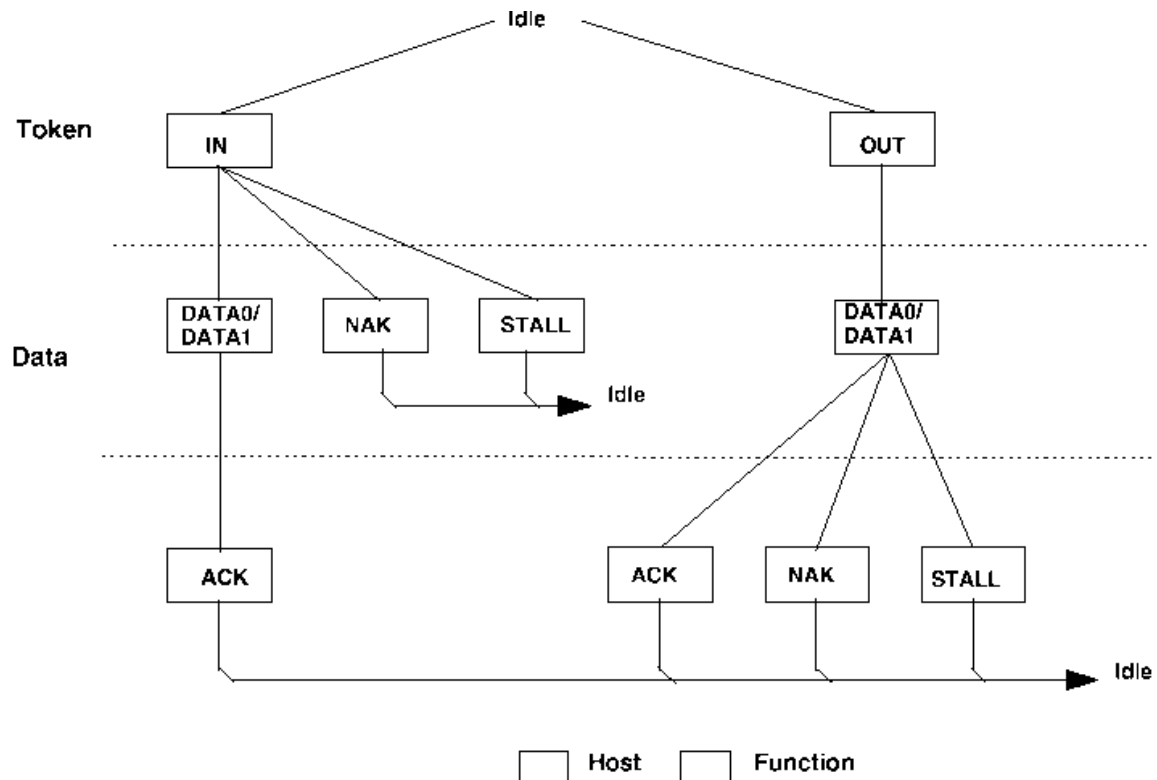 Idle
Token
IN
OUT
DATA0/
DATA1
NAK
STALL
DATA0/
DATA1
Data
Idle
ACK
ACK
NAK
STALL
Idle
Host
Function